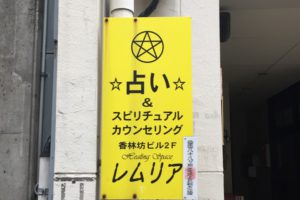 ☆占い☆
&
スピリチュアル
カウンセリング
香林坊ビル2F
Healing Space
レムリア